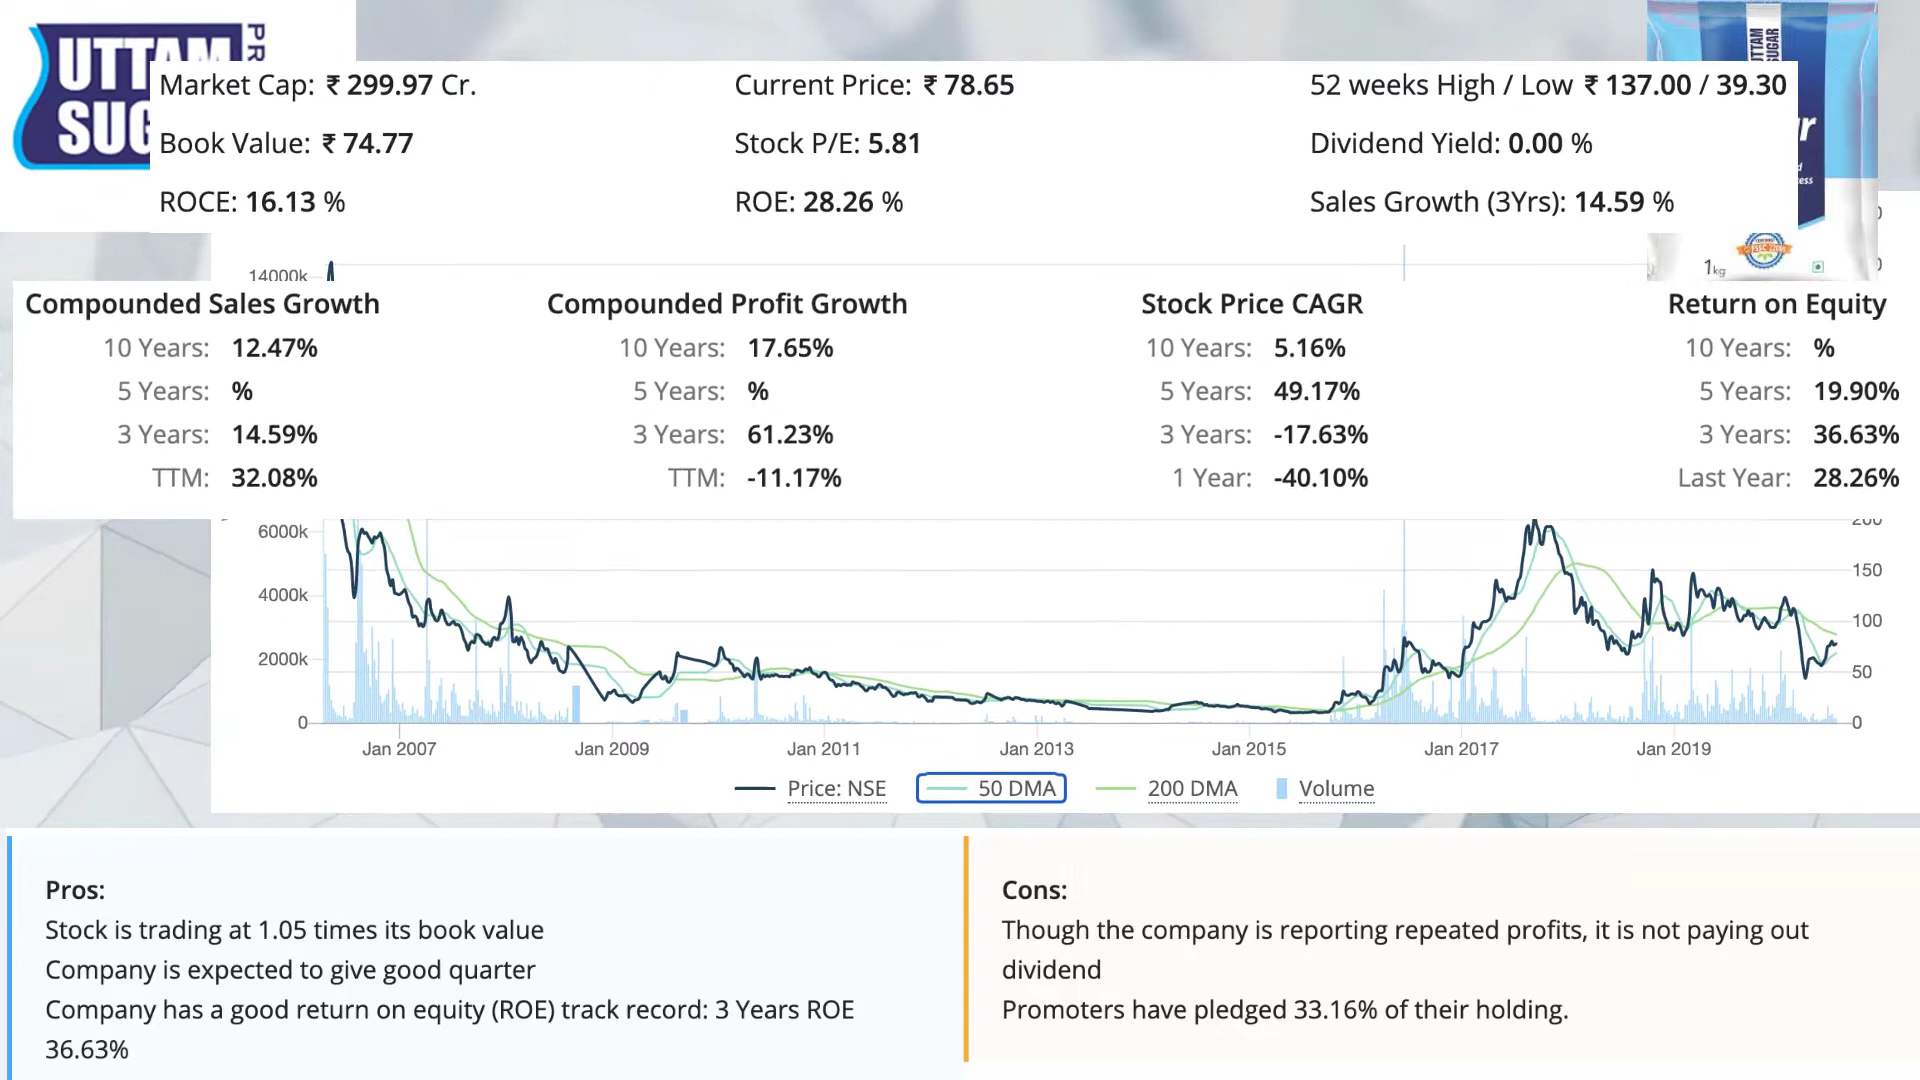 UTTAM
SUG
PR
UTTAM
SUGAR
Market Cap: ₹ 299.97 Cr.
Current Price: ₹ 78.65
52 weeks High / Low ₹ 137.00 / 39.30
Book Value: ₹ 74.77
Stock P/E: 5.81
Dividend Yield: 0.00 %
ROCE: 16.13 %
ROE: 28.26 %
Sales Growth (3Yrs): 14.59 %
1kg
14000k
Compounded Sales Growth
10 Years: 12.47%
5 Years: %
3 Years: 14.59%
TTM: 32.08%
Compounded Profit Growth
10 Years: 17.65%
5 Years: %
3 Years: 61.23%
TTM: -11.17%
Stock Price CAGR
10 Years: 5.16%
5 Years: 49.17%
3 Years: -17.63%
1 Year: -40.10%
Return on Equity
10 Years: %
5 Years: 19.90%
3 Years: 36.63%
Last Year: 28.26%
6000k
4000k
2000k
0
200
150
100
50
0
Jan 2007
Jan 2009
Jan 2011
Jan 2013
Jan 2015
Jan 2017
Jan 2019
Price: NSE
50 DMA
200 DMA
Volume
Pros:
Stock is trading at 1.05 times its book value
Company is expected to give good quarter
Company has a good return on equity (ROE) track record: 3 Years ROE
36.63%
Cons:
Though the company is reporting repeated profits, it is not paying out
dividend
Promoters have pledged 33.16% of their holding.